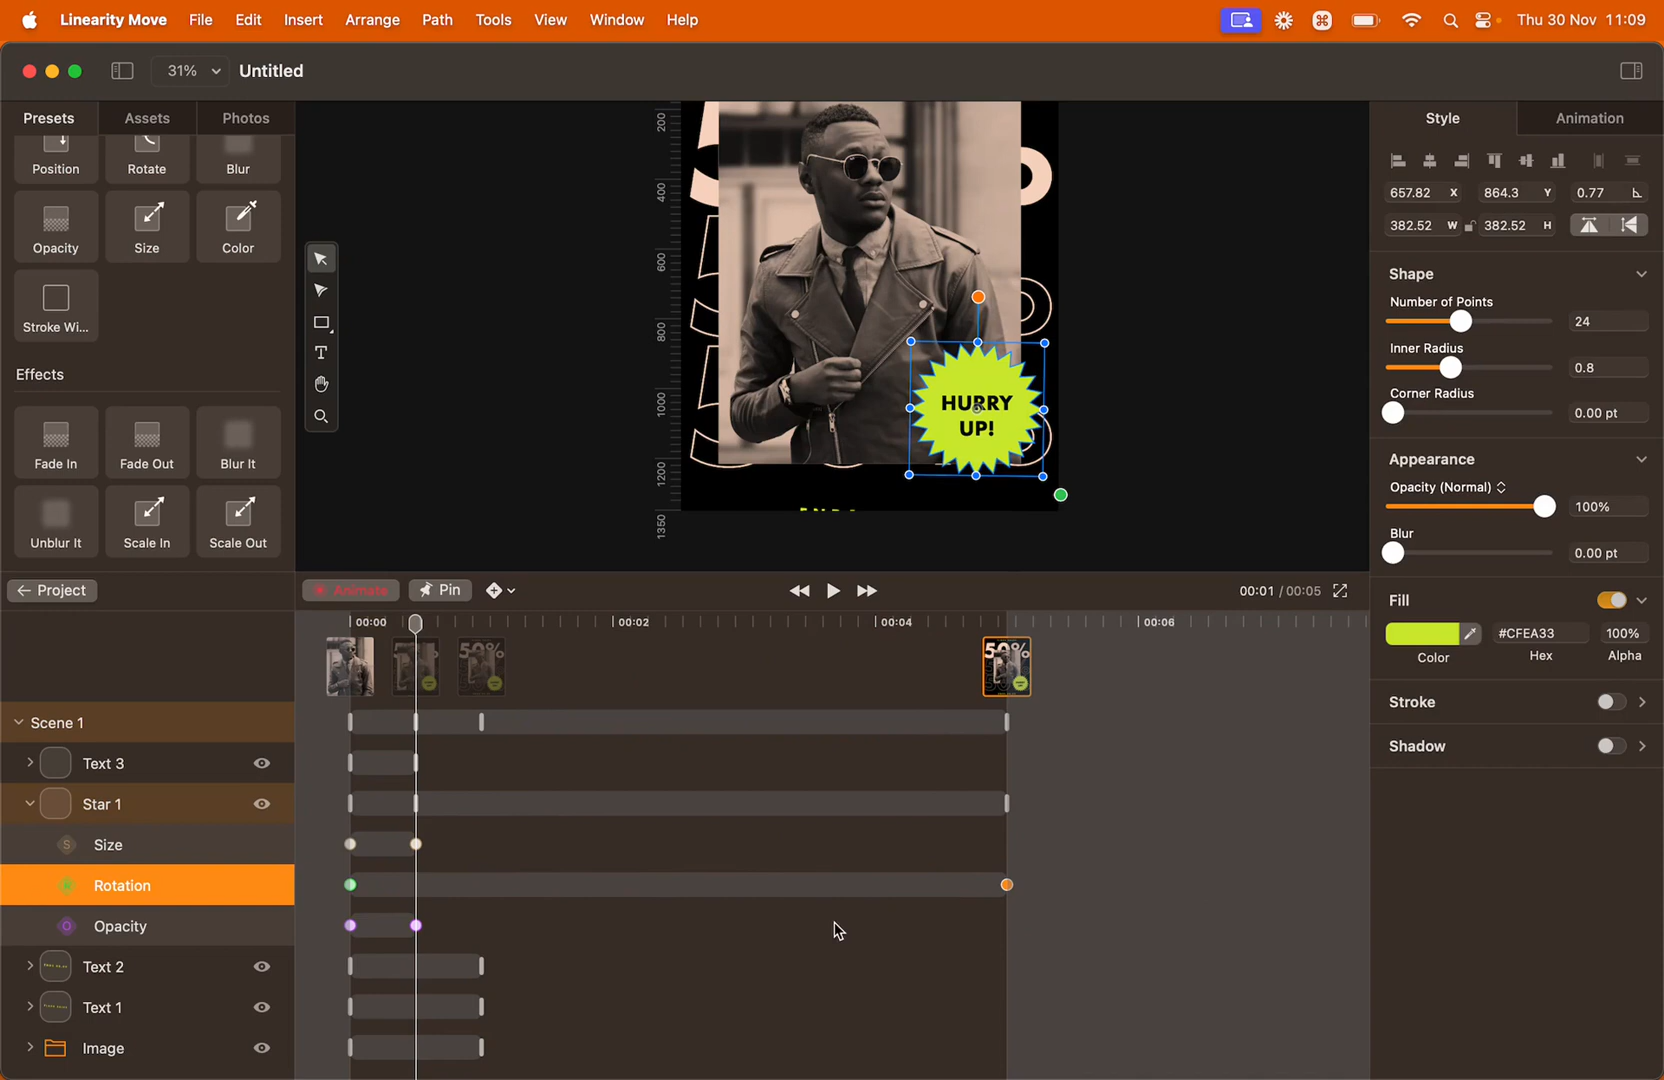 Linearity Move File Edit Insert Arrange Path Tools View Window Help Thu 30 Nov 11:09
31% Untitled
Presets Assets Photos
Position Rotate Blur
Opacity Size Color
Stroke Wi...
Effects
Fade In Fade Out Blur It
Unblur It Scale In Scale Out
200
400
600
800
1000
1200
1350
HURRY
UP!
Style Animation
657.82 X 864.3 Y 0.77
382.52 W 382.52 H
Shape
Number of Points
24
Inner Radius
0.8
Corner Radius
0.00 pt
Appearance
Opacity (Normal)
100%
Blur
0.00 pt
Fill
#CFEA33 100%
Color Hex Alpha
Stroke
Shadow
Project Animate Pin 00:01 / 00:05
00:00 00:02 00:04 00:06
50%
50%
50%
Scene 1
Text 3
Star 1
S Size
Rotation
O Opacity
Text 2
Text 1
Image